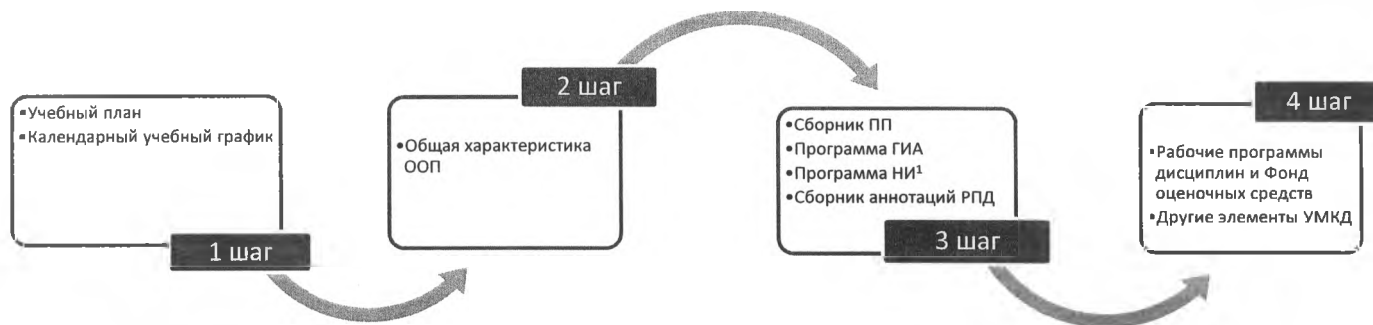 •Учебный план
•Календарный учебный график
1 шаг
2 шаг
•Общая характеристика
ООП
•Сборник ПП
•Программа ГИА
•Программа НИ¹
•Сборник аннотаций РПД
3 шаг
4 шаг
•Рабочие программы
дисциплин и Фонд
оценочных средств
•Другие элементы УМКД